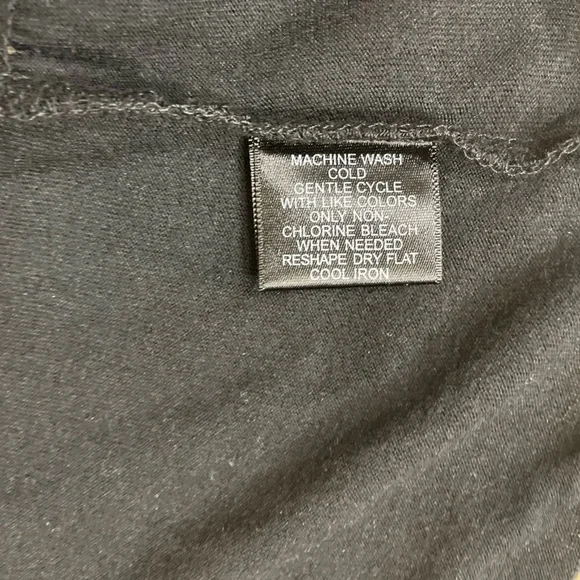 MACHINE WASH
COLD
GENTLE CYCLE
WITH LIKE COLORS
ONLY NON-
CHLORINE BLEACH
WHEN NEEDED
RESHAPE DRY FLAT
COOL IRON